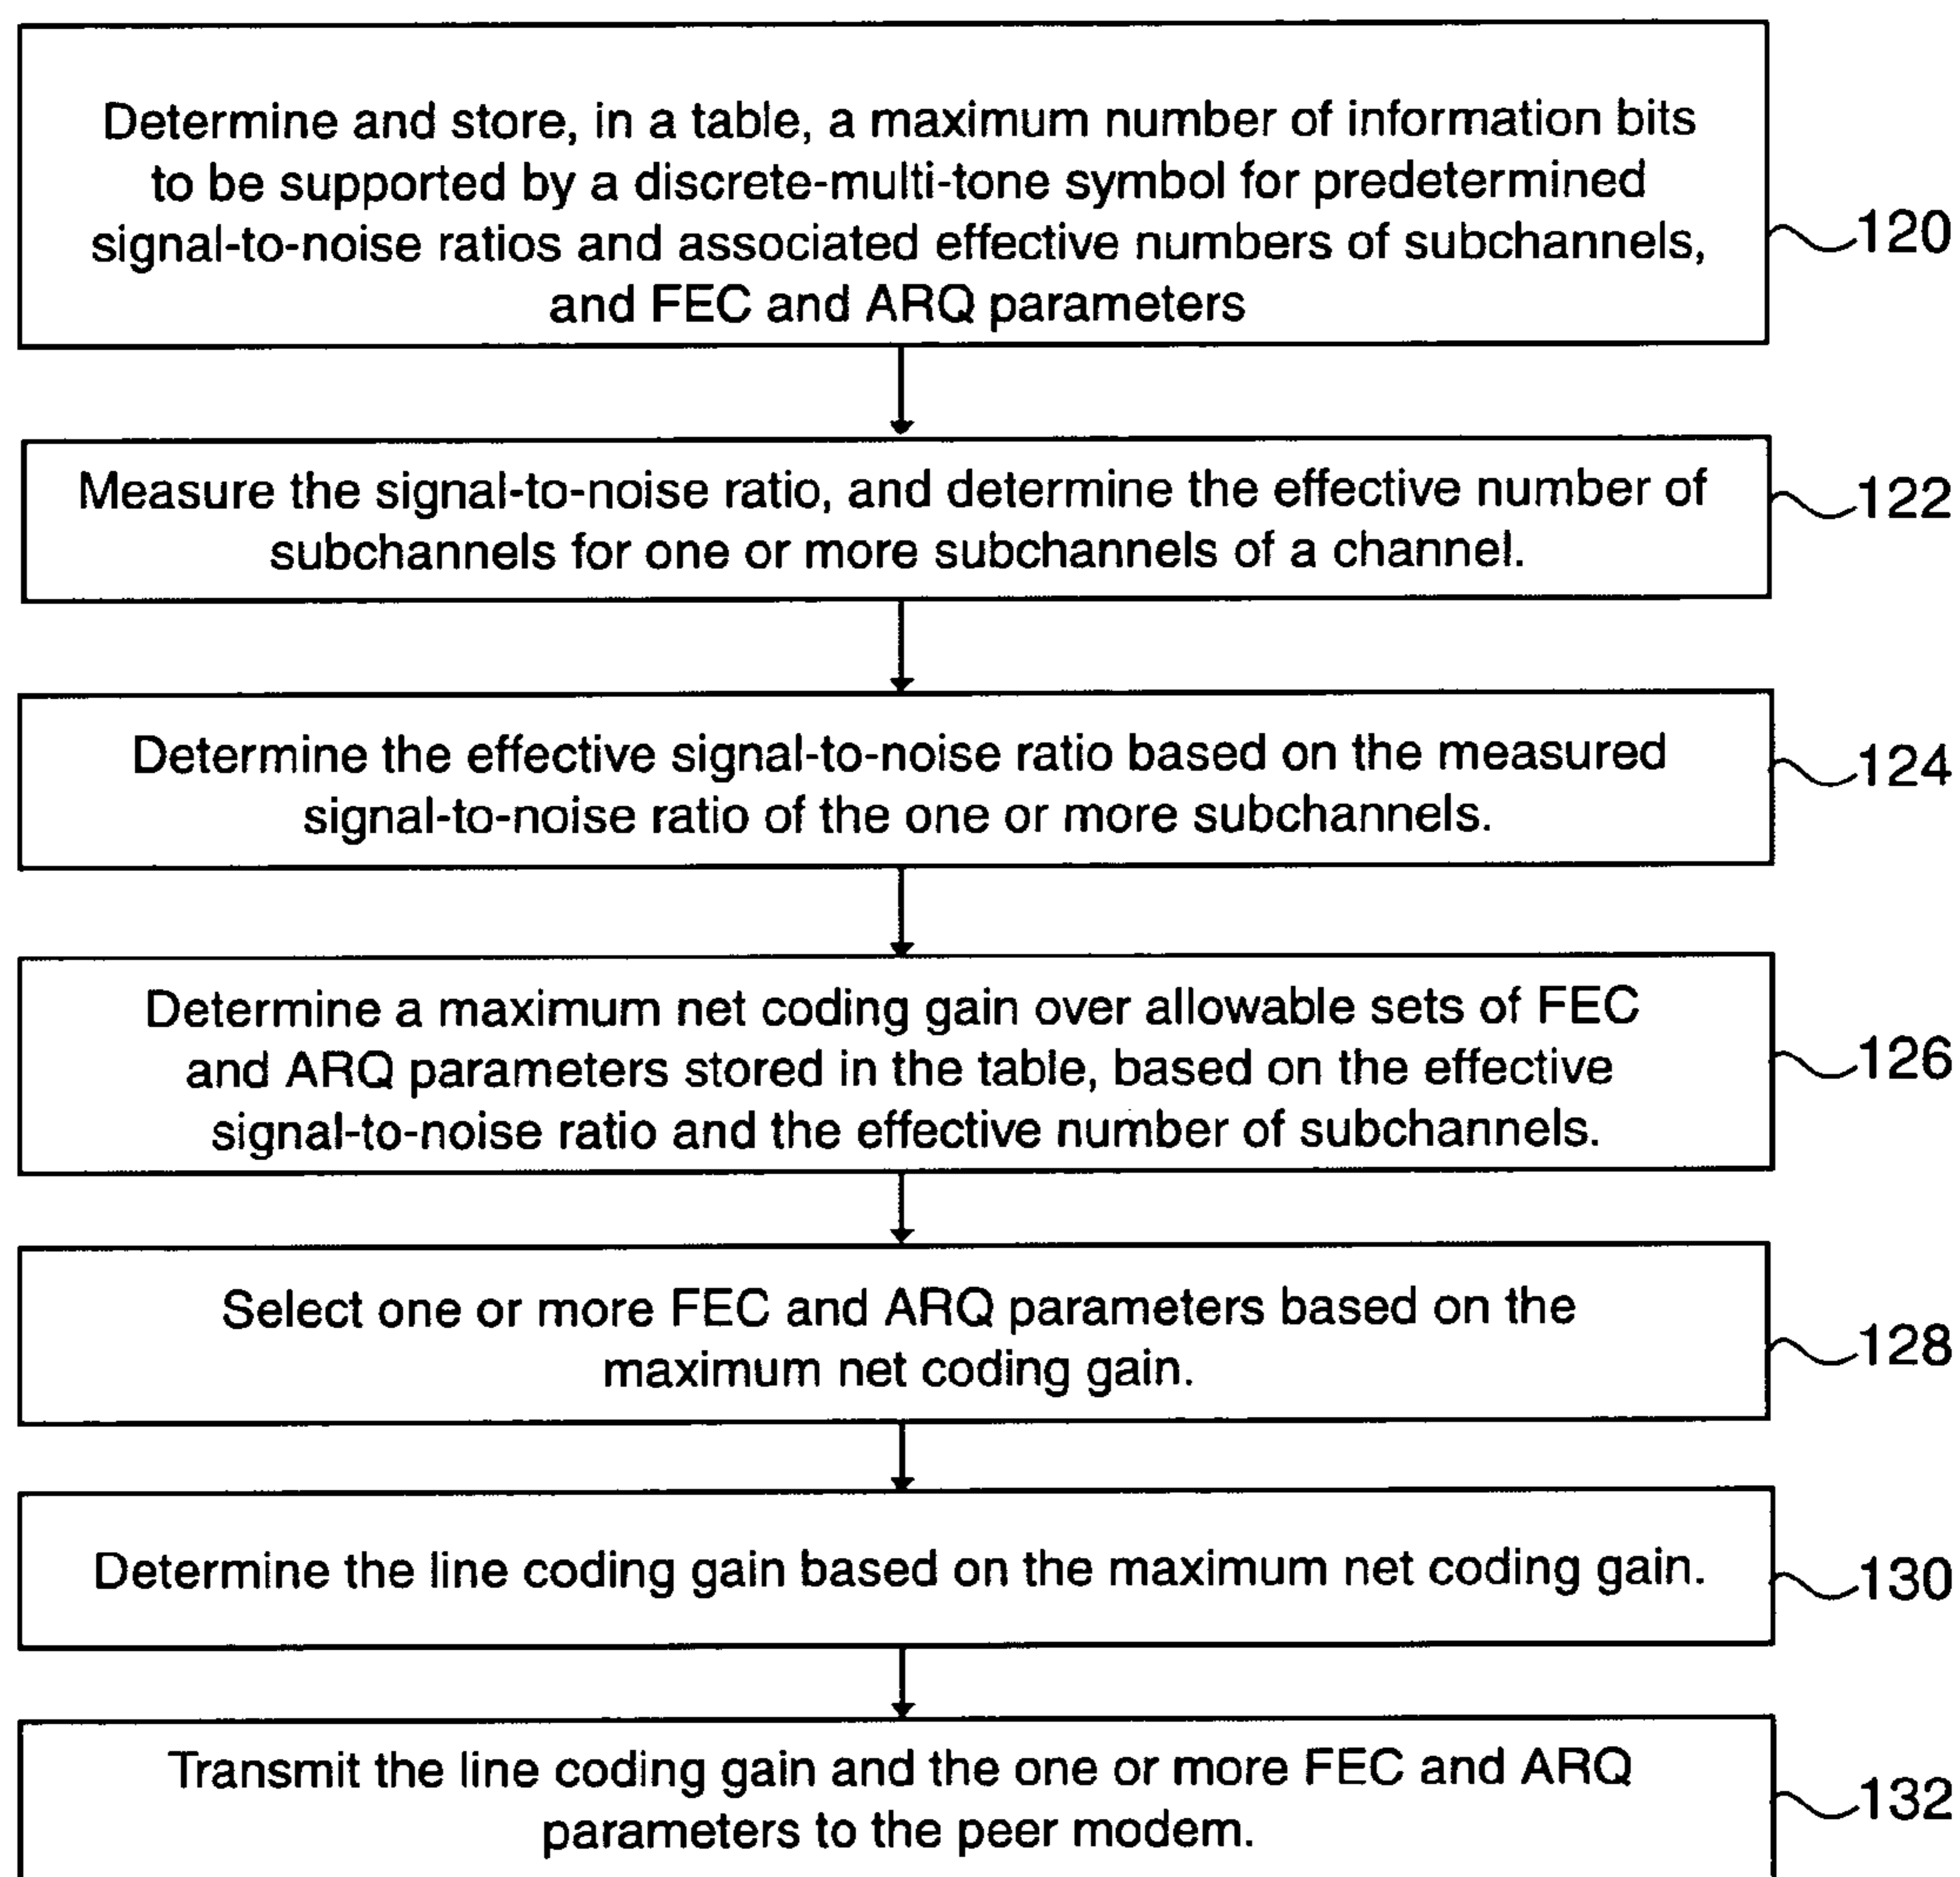 Determine and store, in a table, a maximum number of information bits
to be supported by a discrete-multi-tone symbol for predetermined
signal-to-noise ratios and associated effective numbers of subchannels,
and FEC and ARQ parameters
120
Measure the signal-to-noise ratio, and determine the effective number of
subchannels for one or more subchannels of a channel.
122
Determine the effective signal-to-noise ratio based on the measured
signal-to-noise ratio of the one or more subchannels.
124
Determine a maximum net coding gain over allowable sets of FEC
and ARQ parameters stored in the table, based on the effective
signal-to-noise ratio and the effective number of subchannels.
126
Select one or more FEC and ARQ parameters based on the
maximum net coding gain.
128
Determine the line coding gain based on the maximum net coding gain.
130
Transmit the line coding gain and the one or more FEC and ARQ
parameters to the peer modem.
132